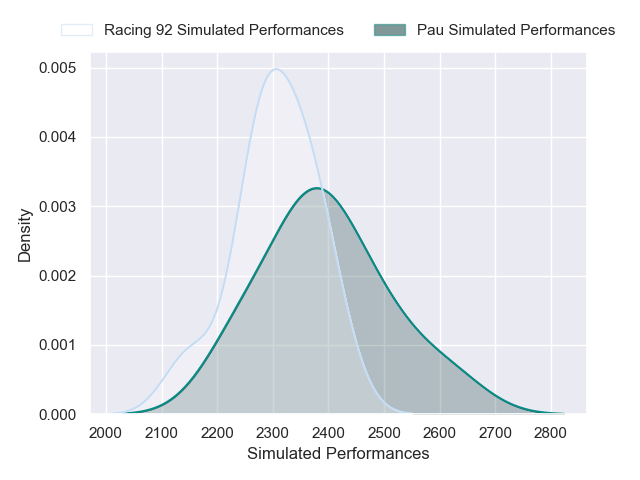 Racing 92 Simulated Performances Pau Simulated Performances
0.005
0.004
0.003
0.002
0.001
0.000
Density
2000 2100 2200 2300 2400 2500 2600 2700 2800
Simulated Performances